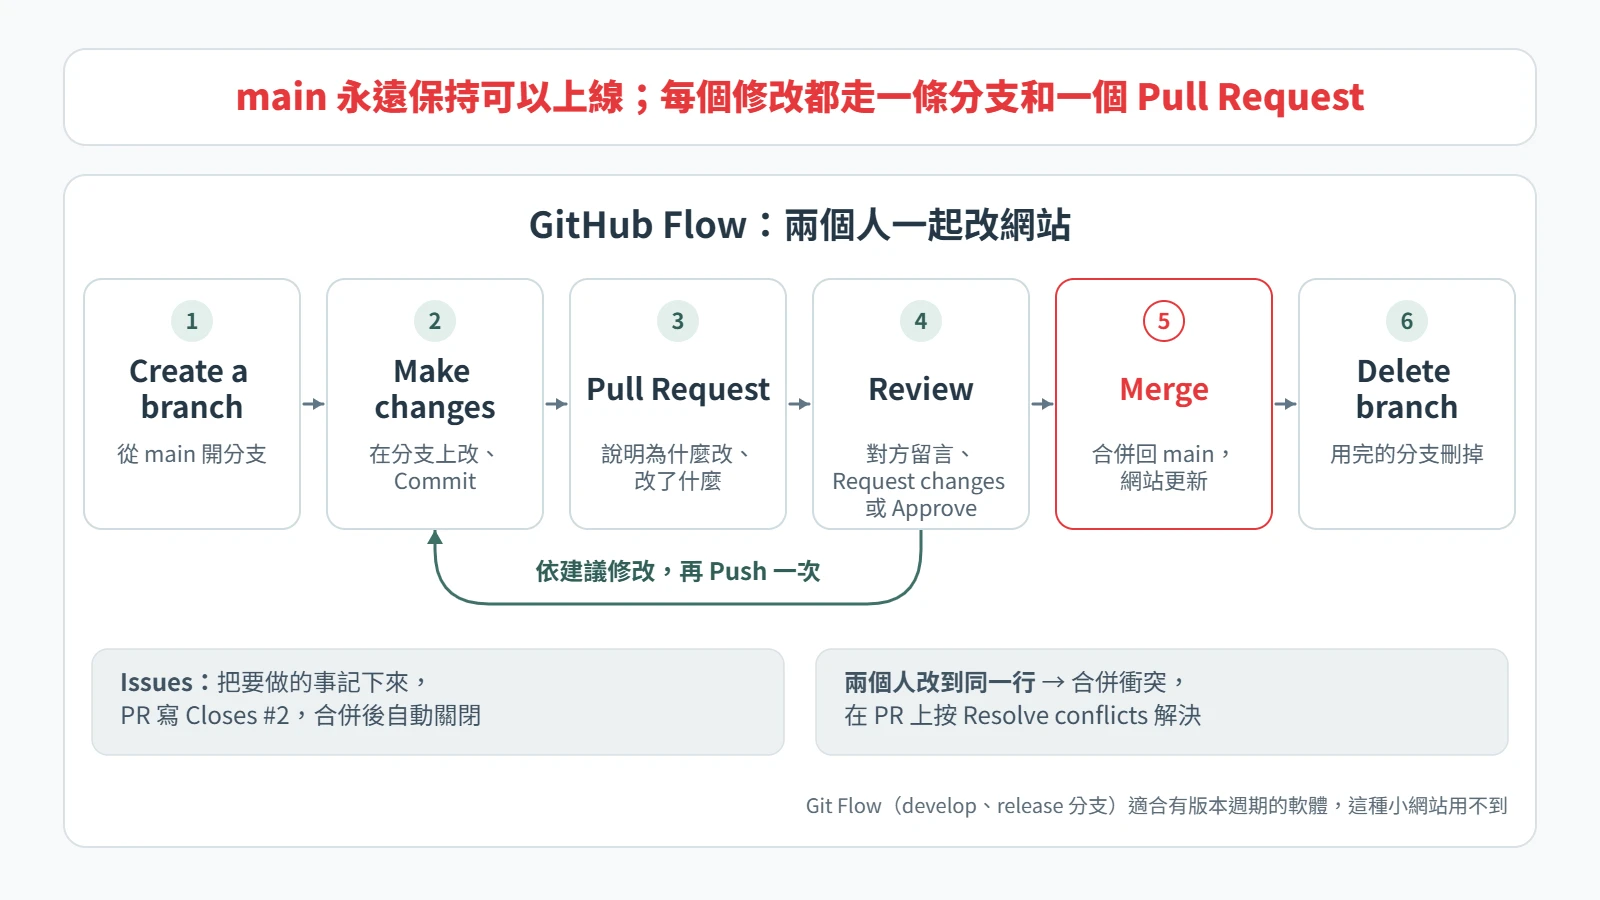 main 永遠保持可以上線；每個修改都走一條分支和一個 Pull Request
GitHub Flow：兩個人一起改網站
1
Create a
branch
從 main 開分支
2
Make
changes
在分支上改、
Commit
3
Pull Request
說明為什麼改、
改了什麼
4
Review
對方留言、
Request changes
或 Approve
5
Merge
合併回 main，
網站更新
6
Delete
branch
用完的分支刪掉
依建議修改，再 Push 一次
Issues：把要做的事記下來，
PR 寫 Closes #2，合併後自動關閉
兩個人改到同一行 → 合併衝突，
在 PR 上按 Resolve conflicts 解決
Git Flow（develop、release 分支）適合有版本週期的軟體，這種小網站用不到